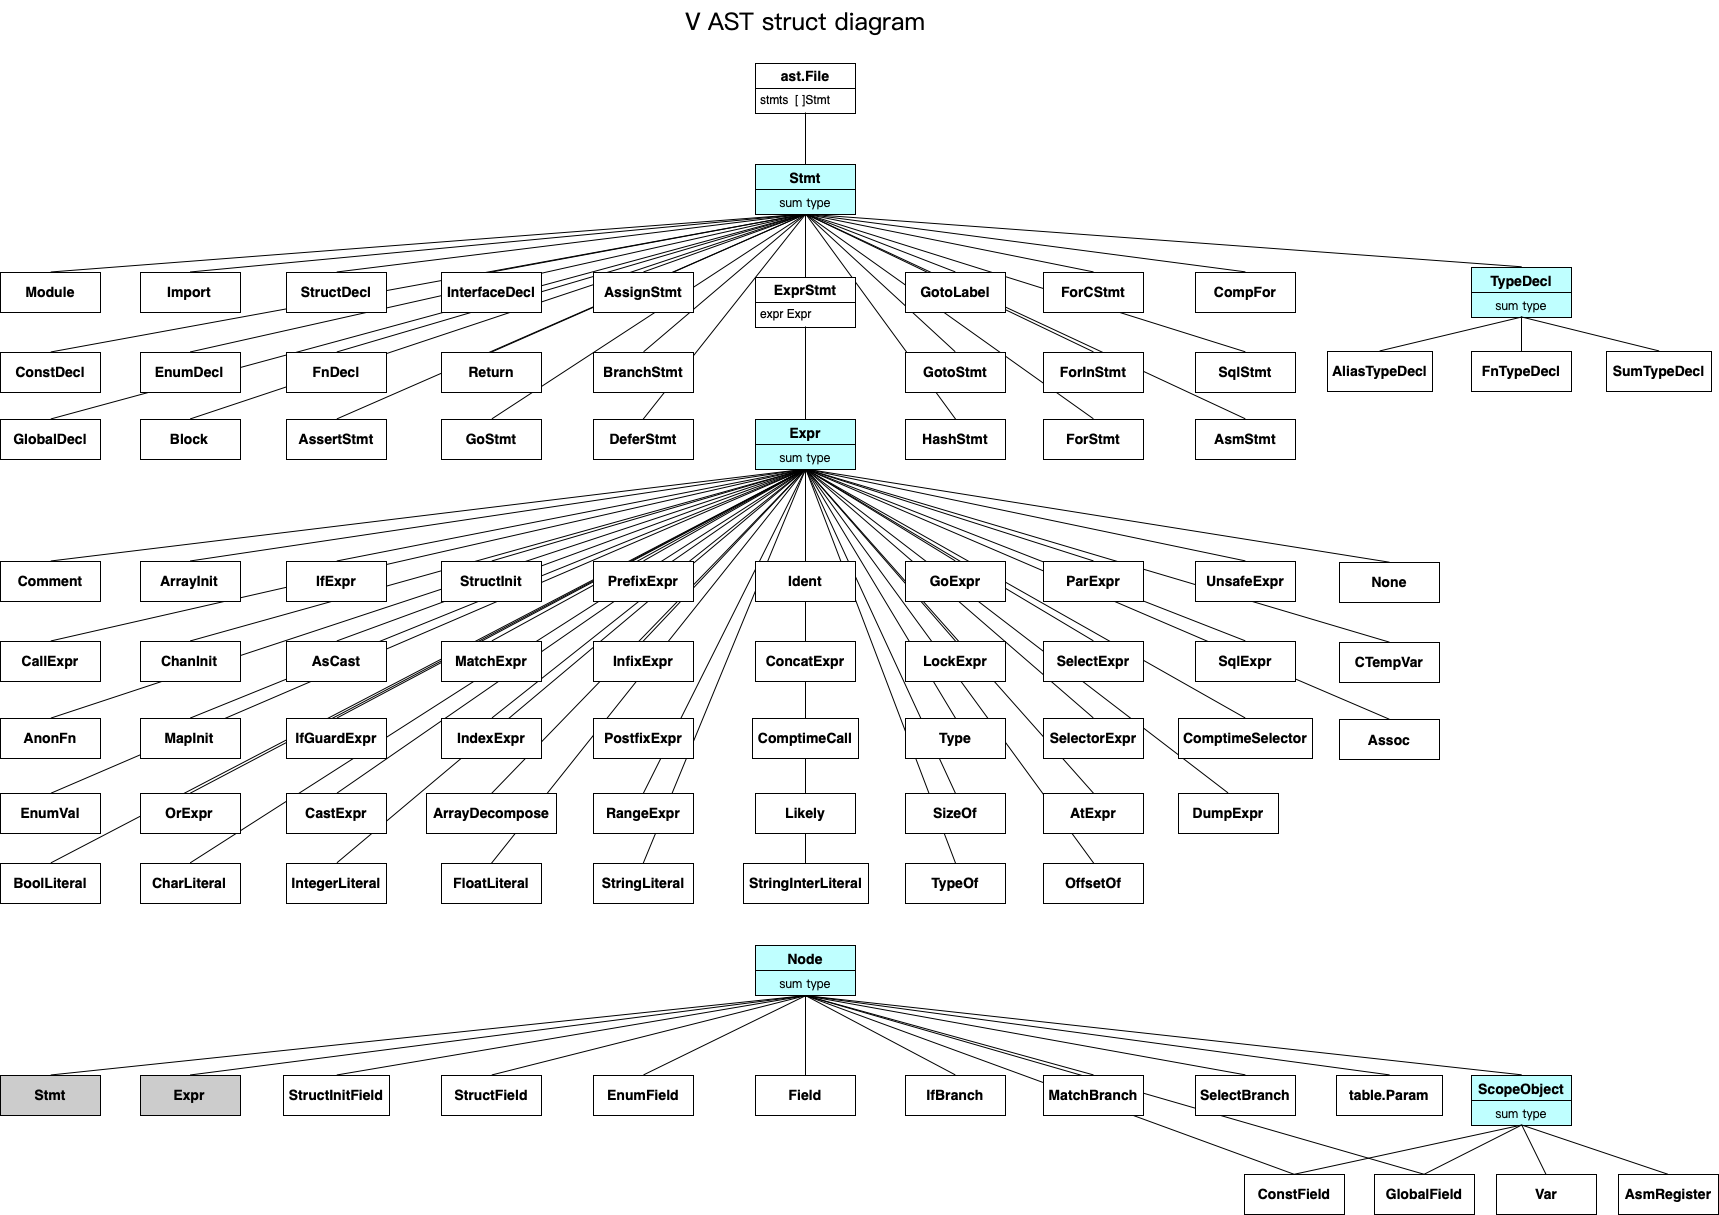 V AST struct diagram
ast.File
stmts [ ]Stmt
Stmt
sum type
Module
Import
StructDecl
InterfaceDecl
AssignStmt
ExprStmt
expr Expr
GotoLabel
ForCStmt
CompFor
TypeDecl
sum type
ConstDecl
EnumDecl
FnDecl
Return
BranchStmt
GotoStmt
ForInStmt
SqlStmt
AliasTypeDecl
FnTypeDecl
SumTypeDecl
GlobalDecl
Block
AssertStmt
GoStmt
DeferStmt
Expr
sum type
HashStmt
ForStmt
AsmStmt
Comment
ArrayInit
IfExpr
StructInit
PrefixExpr
Ident
GoExpr
ParExpr
UnsafeExpr
None
CallExpr
ChanInit
AsCast
MatchExpr
InfixExpr
ConcatExpr
LockExpr
SelectExpr
SqlExpr
CTempVar
AnonFn
MapInit
IfGuardExpr
IndexExpr
PostfixExpr
ComptimeCall
Type
SelectorExpr
ComptimeSelector
Assoc
EnumVal
OrExpr
CastExpr
ArrayDecompose
RangeExpr
Likely
SizeOf
AtExpr
DumpExpr
BoolLiteral
CharLiteral
IntegerLiteral
FloatLiteral
StringLiteral
StringInterLiteral
TypeOf
OffsetOf
Node
sum type
Stmt
Expr
StructInitField
StructField
EnumField
Field
IfBranch
MatchBranch
SelectBranch
table.Param
ScopeObject
sum type
ConstField
GlobalField
Var
AsmRegister